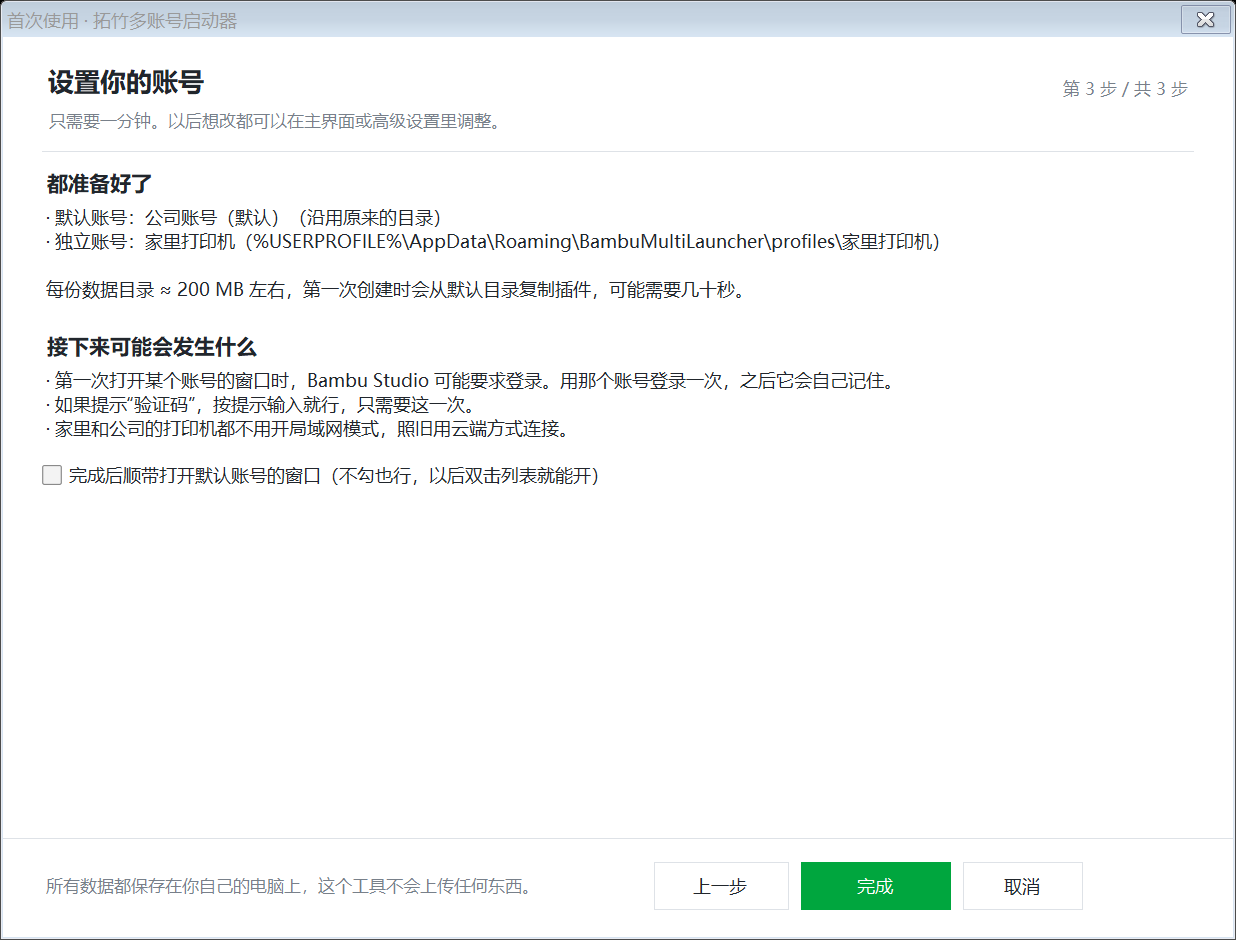 首次使用 · 拓竹多账号启动器
设置你的账号
第 3 步 / 共 3 步
只需要一分钟。以后想改都可以在主界面或高级设置里调整。
都准备好了
· 默认账号：公司账号（默认）（沿用原来的目录）
· 独立账号：家里打印机（%USERPROFILE%\AppData\Roaming\BambuMultiLauncher\profiles\家里打印机）
每份数据目录 ≈ 200 MB 左右，第一次创建时会从默认目录复制插件，可能需要几十秒。
接下来可能会发生什么
· 第一次打开某个账号的窗口时，Bambu Studio 可能要求登录。用那个账号登录一次，之后它会自己记住。
· 如果提示“验证码”，按提示输入就行，只需要这一次。
· 家里和公司的打印机都不用开局域网模式，照旧用云端方式连接。
完成后顺带打开默认账号的窗口（不勾也行，以后双击列表就能开）
所有数据都保存在你自己的电脑上，这个工具不会上传任何东西。
上一步
完成
取消